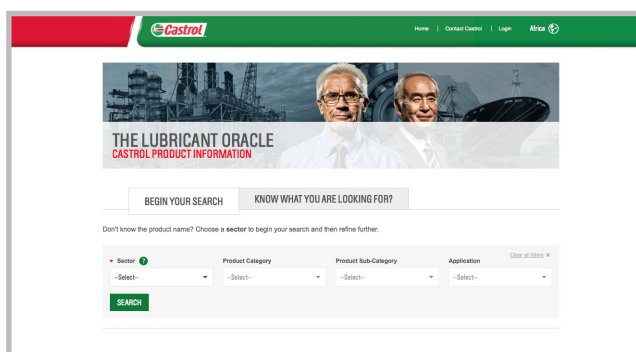 Castrol
Home | Contact Castrol | Login Africa
THE LUBRICANT ORACLE
CASTROL PRODUCT INFORMATION
BEGIN YOUR SEARCH KNOW WHAT YOU ARE LOOKING FOR?
Don't know the product name? Choose a sector to begin your search and then refine further.
Clear all filters ×
* Sector ? Product Category Product Sub-Category Application
--Select-- --Select-- --Select-- --Select--
SEARCH